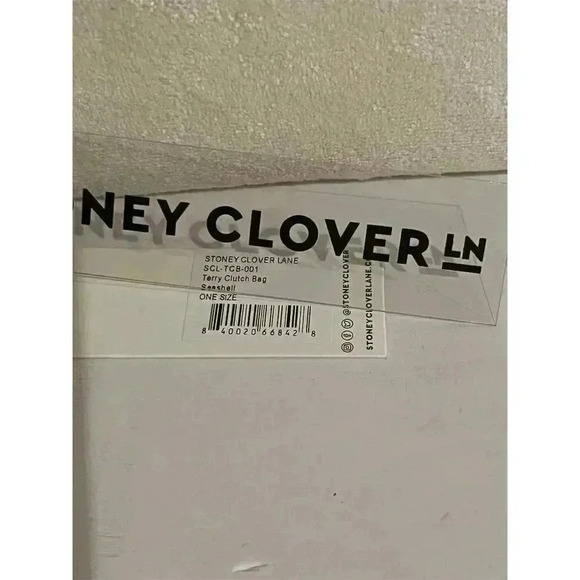 NEY CLOVER LN
STONEY CLOVER LANE
SCL-TCB-001
Terry Clutch Bag
Seashell
ONE SIZE
8 40020 66842 8
@STONEYCLOVER
STONEYCLOVERLANE.C